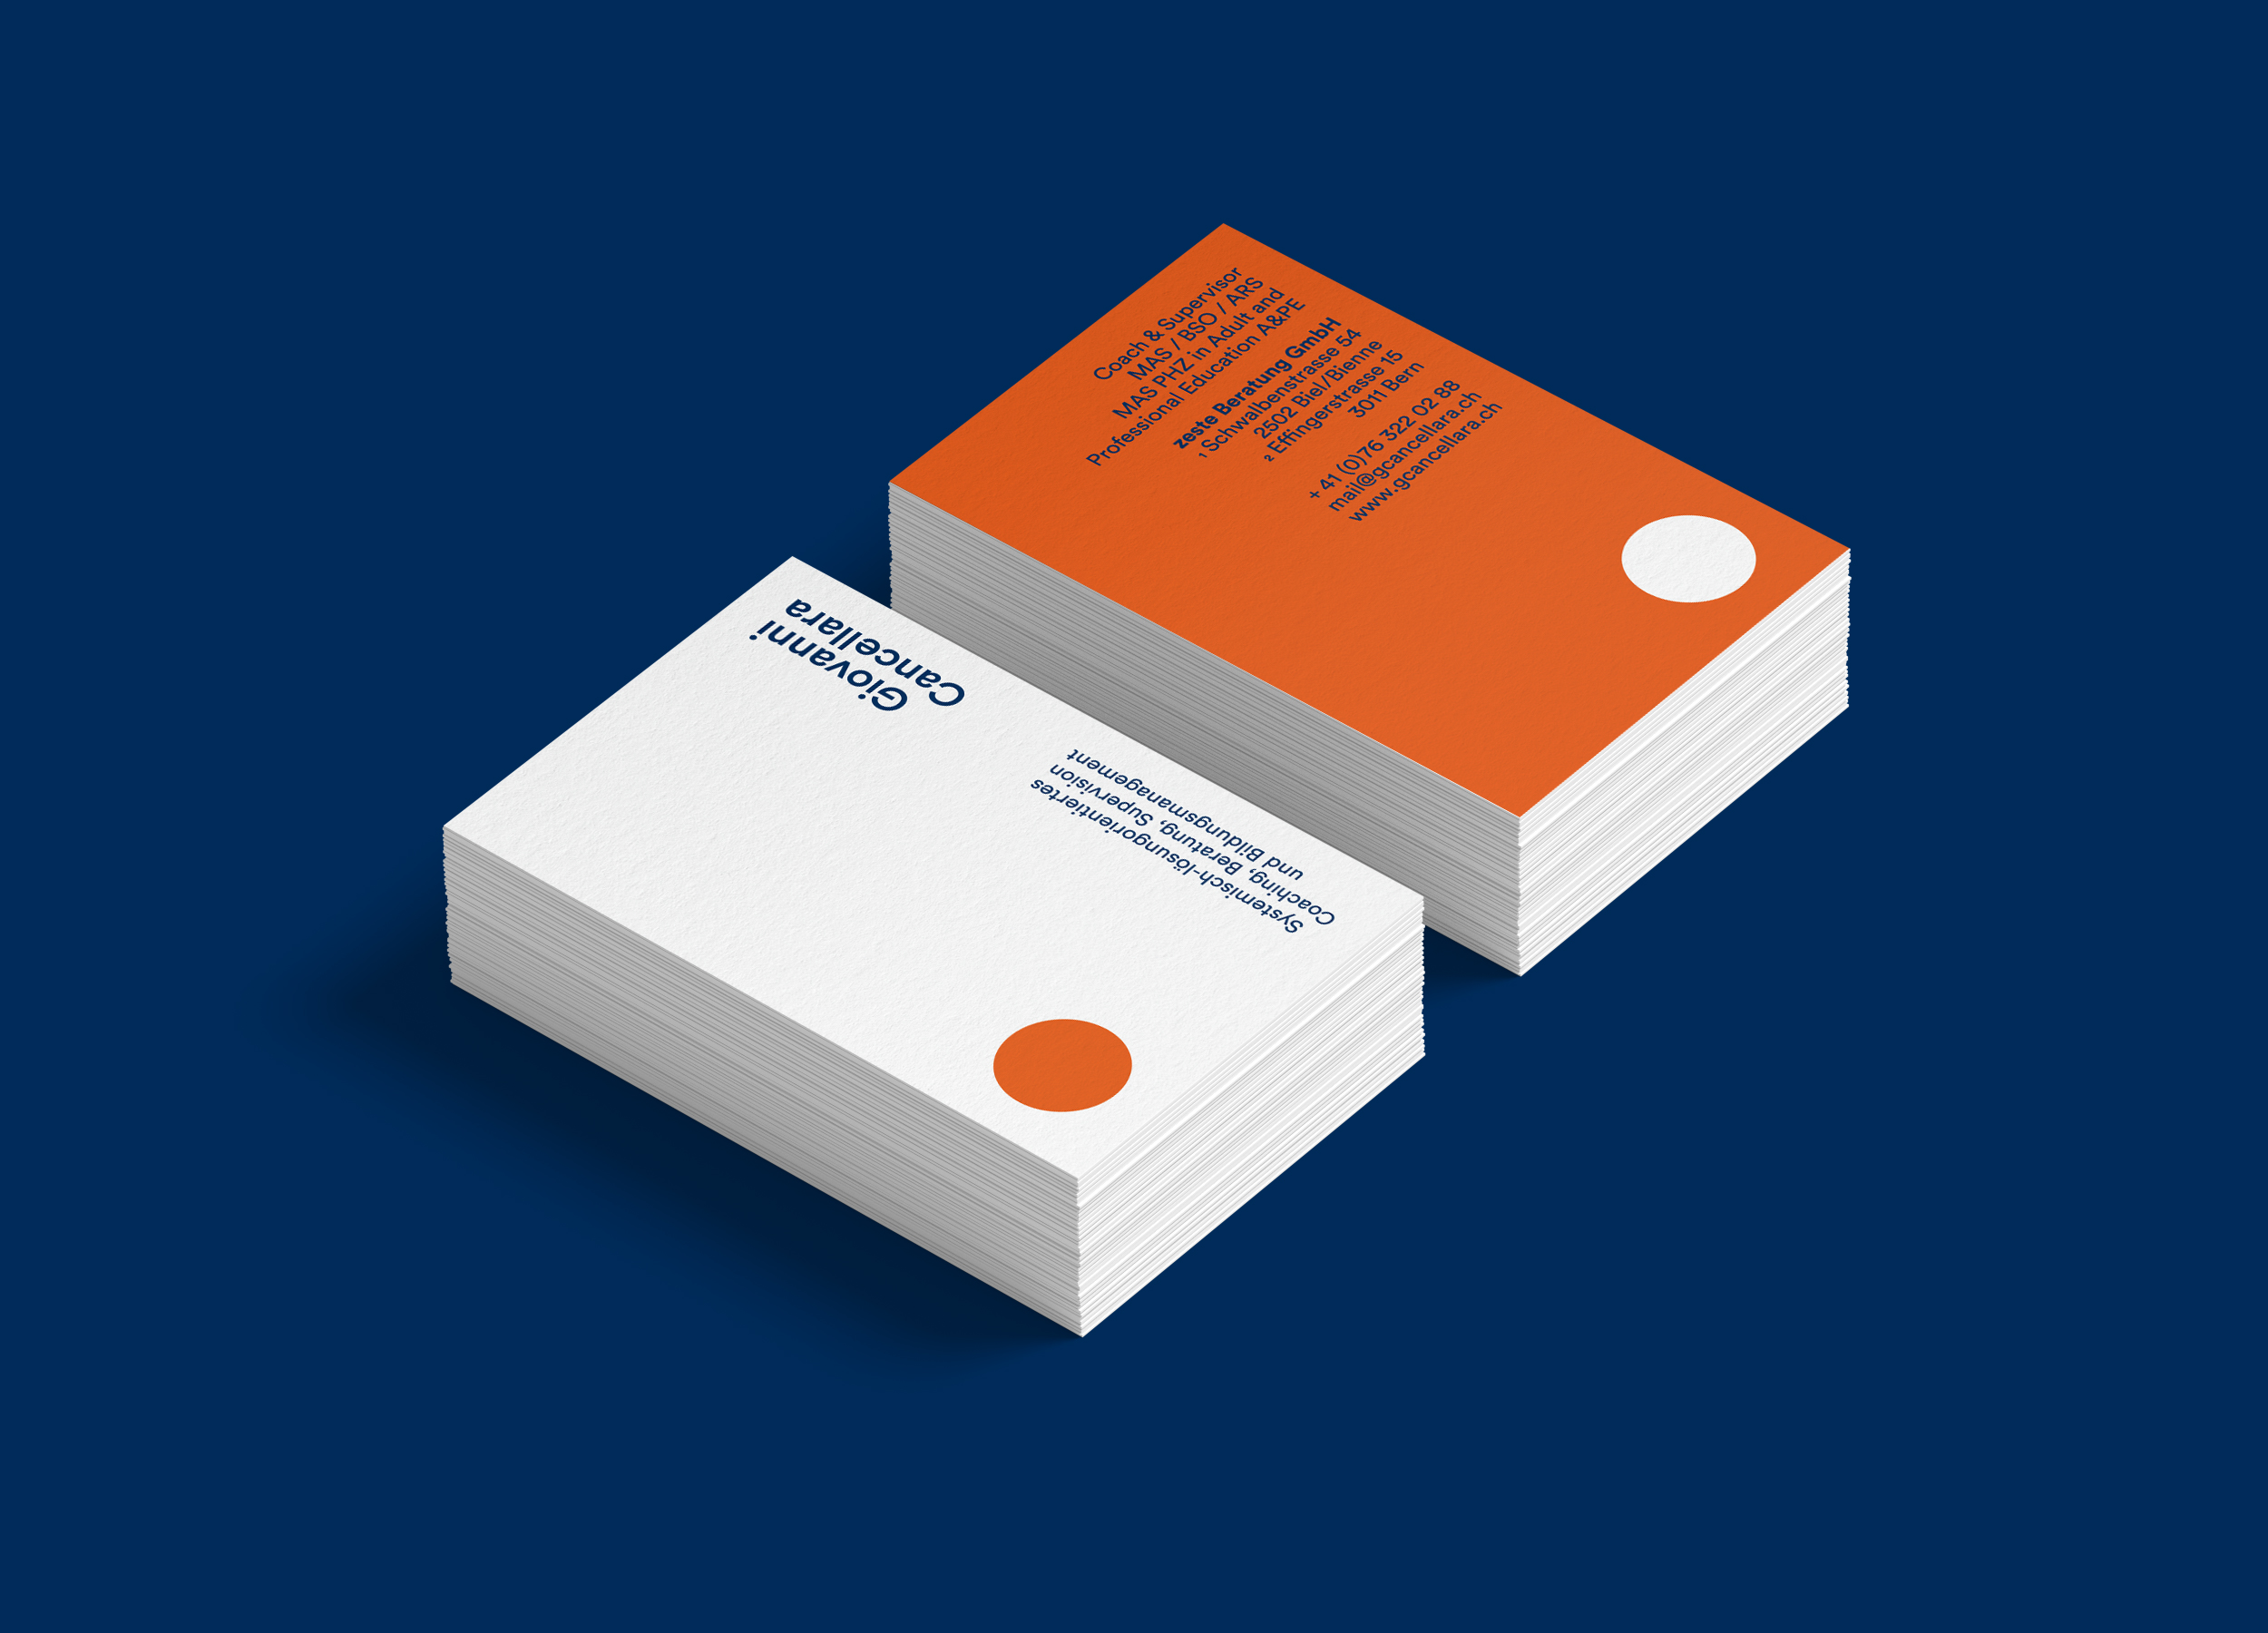 Giovanni
Cancellara
Systemisch-lösungorientiertes
Coaching, Beratung, Supervision
und Bildungsmanagement
Coach & Supervisor
MAS / BSO / ARS
MAS PHZ in Adult and
Professional Education A&PE
zeste Beratung GmbH
¹ Schwalbenstrasse 54
2502 Biel/Bienne
² Effingerstrasse 15
3011 Bern
+41 (0)76 322 02 88
mail@gcancellara.ch
www.gcancellara.ch